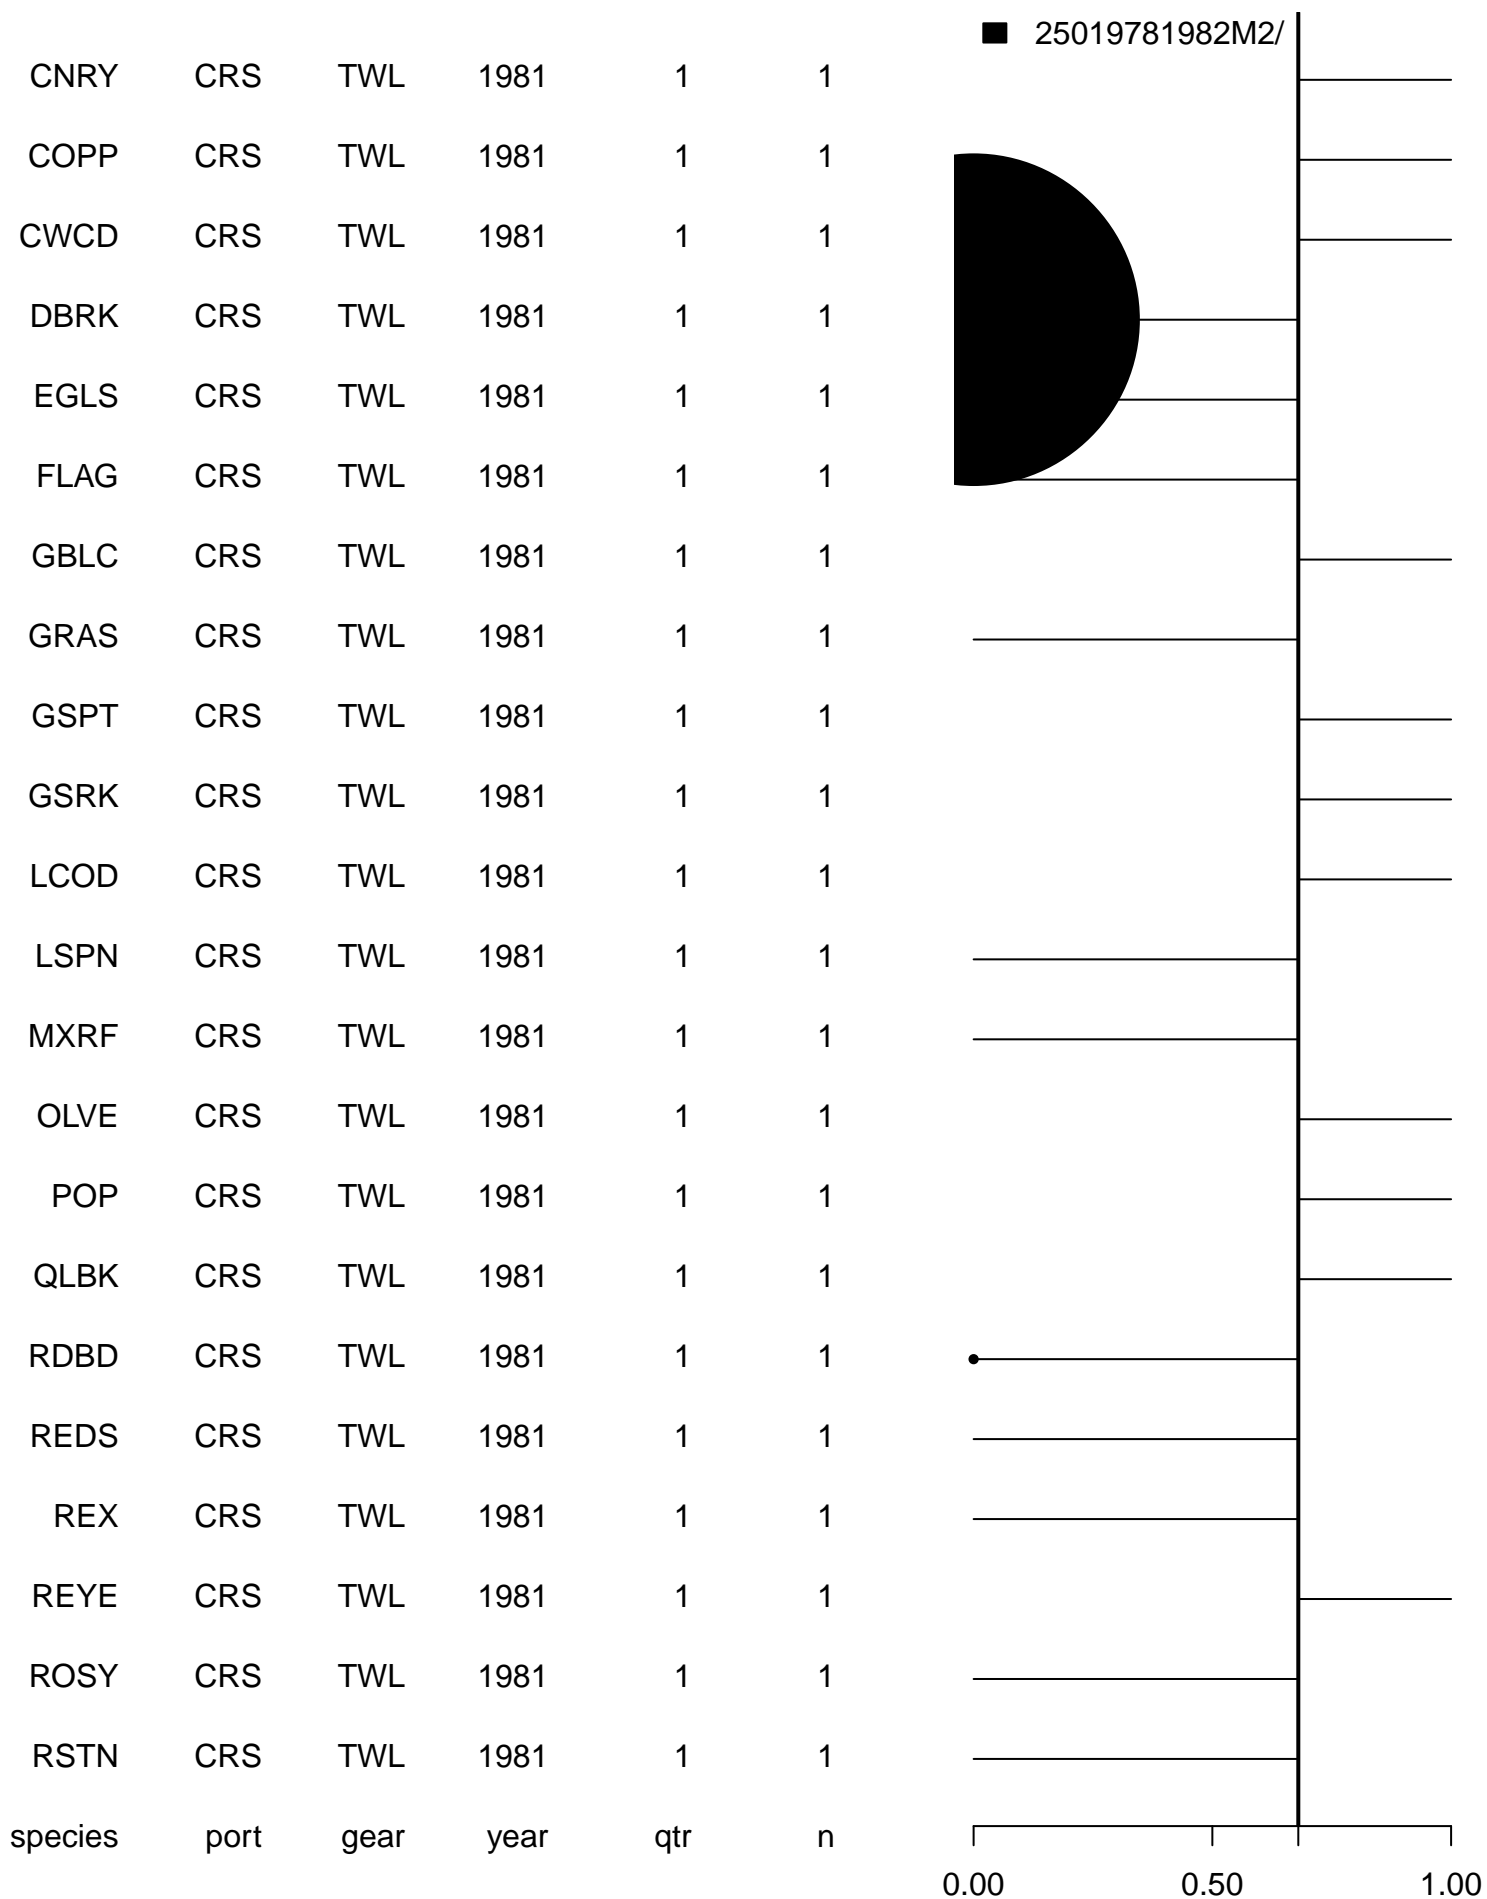 25019781982M2/
CNRY CRS TWL 1981 1 1
COPP CRS TWL 1981 1 1
CWCD CRS TWL 1981 1 1
DBRK CRS TWL 1981 1 1
EGLS CRS TWL 1981 1 1
FLAG CRS TWL 1981 1 1
GBLC CRS TWL 1981 1 1
GRAS CRS TWL 1981 1 1
GSPT CRS TWL 1981 1 1
GSRK CRS TWL 1981 1 1
LCOD CRS TWL 1981 1 1
LSPN CRS TWL 1981 1 1
MXRF CRS TWL 1981 1 1
OLVE CRS TWL 1981 1 1
POP CRS TWL 1981 1 1
QLBK CRS TWL 1981 1 1
RDBD CRS TWL 1981 1 1
REDS CRS TWL 1981 1 1
REX CRS TWL 1981 1 1
REYE CRS TWL 1981 1 1
ROSY CRS TWL 1981 1 1
RSTN CRS TWL 1981 1 1
species port gear year qtr n
0.00 0.50 1.00